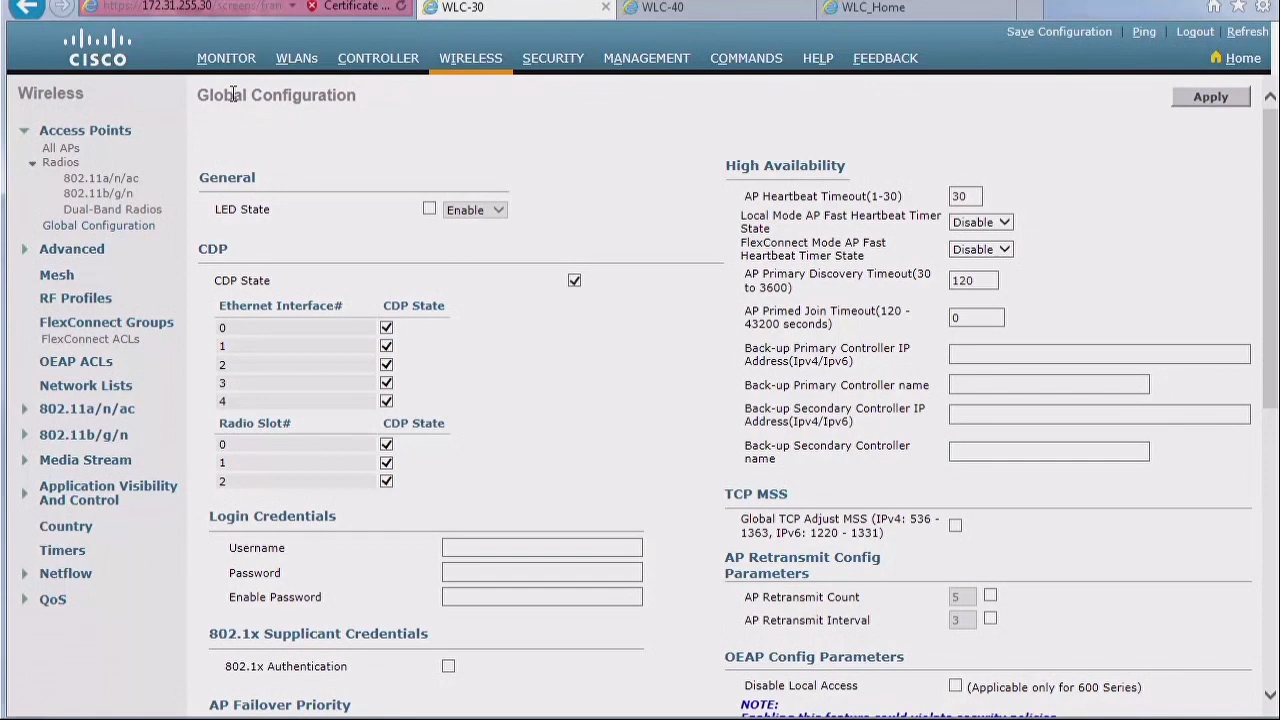 https://172.31.255.30/screens/fran
Certificate ...
WLC-30
WLC-40
WLC_Home
Save Configuration
Ping
Logout
Refresh
CISCO
MONITOR
WLANs
CONTROLLER
WIRELESS
SECURITY
MANAGEMENT
COMMANDS
HELP
FEEDBACK
Home
Wireless
Access Points
All APs
Radios
802.11a/n/ac
802.11b/g/n
Dual-Band Radios
Global Configuration
Advanced
Mesh
RF Profiles
FlexConnect Groups
FlexConnect ACLs
OEAP ACLs
Network Lists
802.11a/n/ac
802.11b/g/n
Media Stream
Application Visibility
And Control
Country
Timers
Netflow
QoS
Global Configuration
Apply
General
LED State
Enable
CDP
CDP State
Ethernet Interface# CDP State
0
1
2
3
4
Radio Slot# CDP State
0
1
2
Login Credentials
Username
Password
Enable Password
802.1x Supplicant Credentials
802.1x Authentication
AP Failover Priority
High Availability
AP Heartbeat Timeout(1-30) 30
Local Mode AP Fast Heartbeat Timer
State
Disable
FlexConnect Mode AP Fast
Heartbeat Timer State
Disable
AP Primary Discovery Timeout(30
to 3600)
120
AP Primed Join Timeout(120 -
43200 seconds)
0
Back-up Primary Controller IP
Address(Ipv4/Ipv6)
Back-up Primary Controller name
Back-up Secondary Controller IP
Address(Ipv4/Ipv6)
Back-up Secondary Controller
name
TCP MSS
Global TCP Adjust MSS (IPv4: 536 -
1363, IPv6: 1220 - 1331)
AP Retransmit Config
Parameters
AP Retransmit Count 5
AP Retransmit Interval 3
OEAP Config Parameters
Disable Local Access (Applicable only for 600 Series)
NOTE:
Enabling this feature could violate security policies